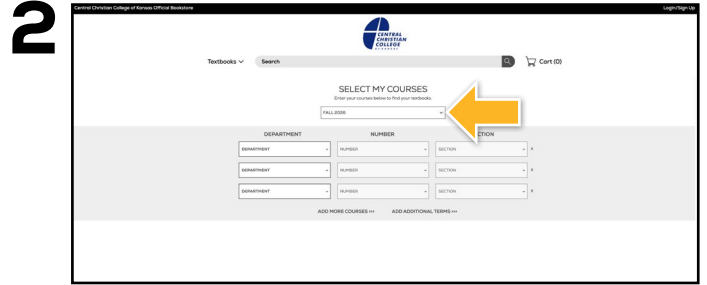 2
Central Christian College of Kansas Official Bookstore
Login/Sign Up
CENTRAL
CHRISTIAN
COLLEGE
Textbooks
Search
Cart (0)
SELECT MY COURSES
Enter your courses below to find your textbooks.
FALL 2026
DEPARTMENT NUMBER CTION
DEPARTMENT NUMBER SECTION x
DEPARTMENT NUMBER SECTION x
DEPARTMENT NUMBER SECTION x
ADD MORE COURSES >>> ADD ADDITIONAL TERMS >>>